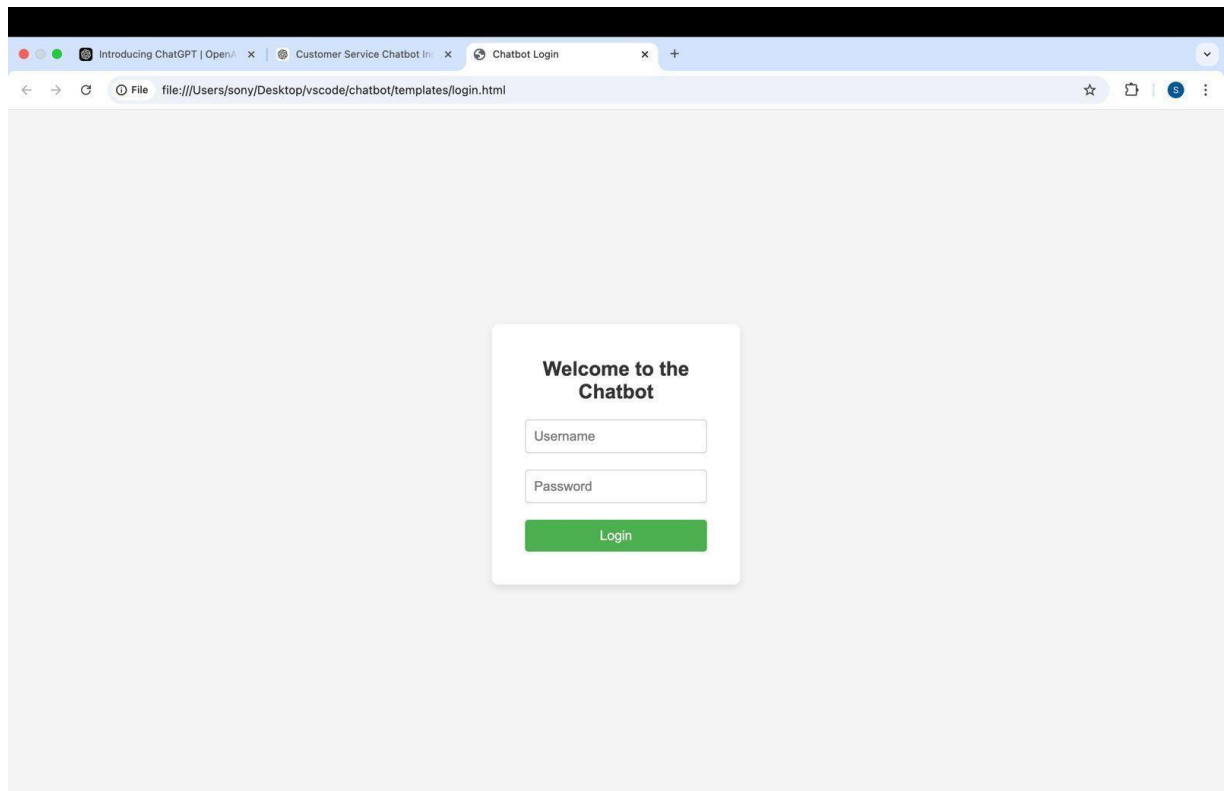 Introducing ChatGPT | OpenA
Customer Service Chatbot In
Chatbot Login
File
file:///Users/sony/Desktop/vscode/chatbot/templates/login.html
S
Welcome to the
Chatbot
Username
Password
Login